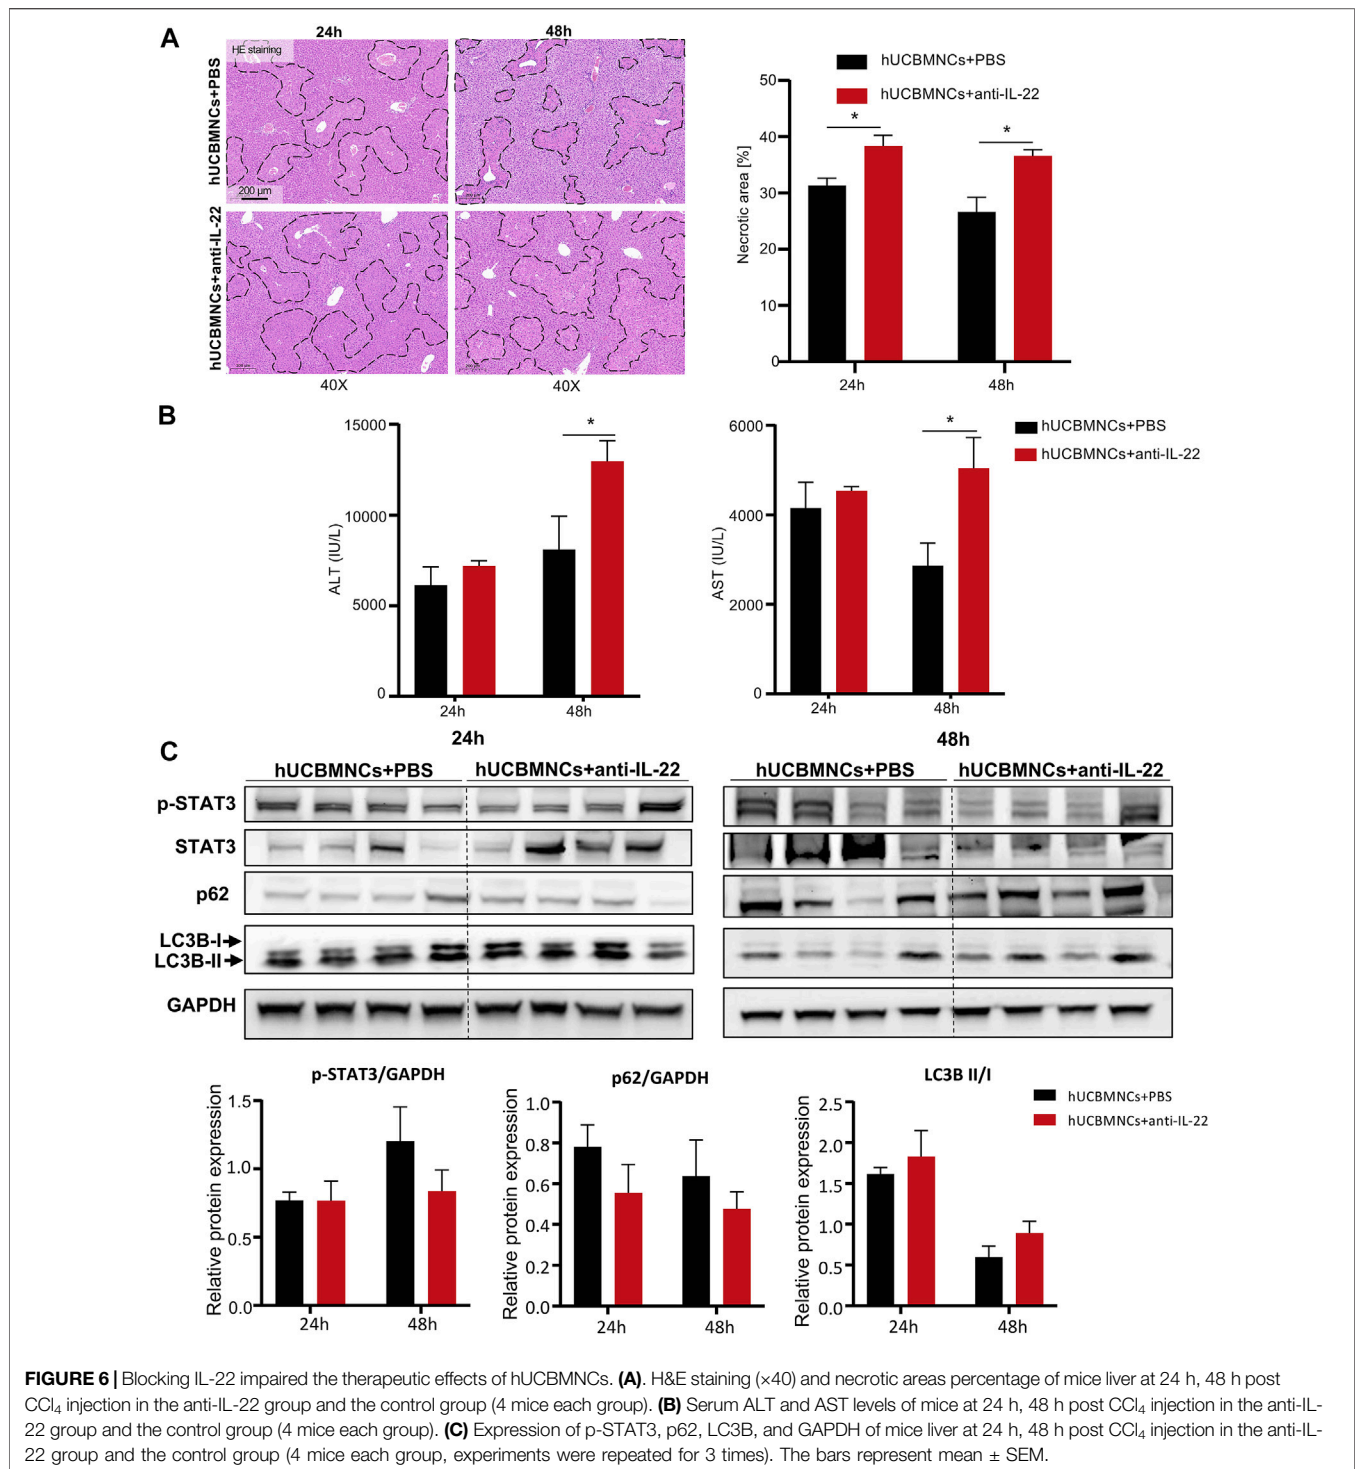 A
24h
48h
HE staining
hUCBMNCs+PBS
200 µm
hUCBMNCs+anti-IL-22
40X
40X
hUCBMNCs+PBS
hUCBMNCs+anti-IL-22
Necrotic area [%]
50
40
30
20
10
0
*
*
24h
48h
B
ALT (IU/L)
15000
10000
5000
0
*
24h
48h
AST (IU/L)
6000
4000
2000
0
*
24h
48h
hUCBMNCs+PBS
hUCBMNCs+anti-IL-22
C
24h
48h
hUCBMNCs+PBS
hUCBMNCs+anti-IL-22
hUCBMNCs+PBS
hUCBMNCs+anti-IL-22
p-STAT3
STAT3
p62
LC3B-I
LC3B-II
GAPDH
p-STAT3/GAPDH
Relative protein expression
1.5
1.0
0.5
0.0
24h
48h
p62/GAPDH
Relative protein expression
1.0
0.8
0.6
0.4
0.2
0.0
24h
48h
LC3B II/I
Relative protein expression
2.5
2.0
1.5
1.0
0.5
0.0
24h
48h
hUCBMNCs+PBS
hUCBMNCs+anti-IL-22
FIGURE 6 | Blocking IL-22 impaired the therapeutic effects of hUCBMNCs. (A). H&E staining (×40) and necrotic areas percentage of mice liver at 24 h, 48 h post
CCl₄ injection in the anti-IL-22 group and the control group (4 mice each group). (B) Serum ALT and AST levels of mice at 24 h, 48 h post CCl₄ injection in the anti-IL-
22 group and the control group (4 mice each group). (C) Expression of p-STAT3, p62, LC3B, and GAPDH of mice liver at 24 h, 48 h post CCl₄ injection in the anti-IL-
22 group and the control group (4 mice each group, experiments were repeated for 3 times). The bars represent mean ± SEM.